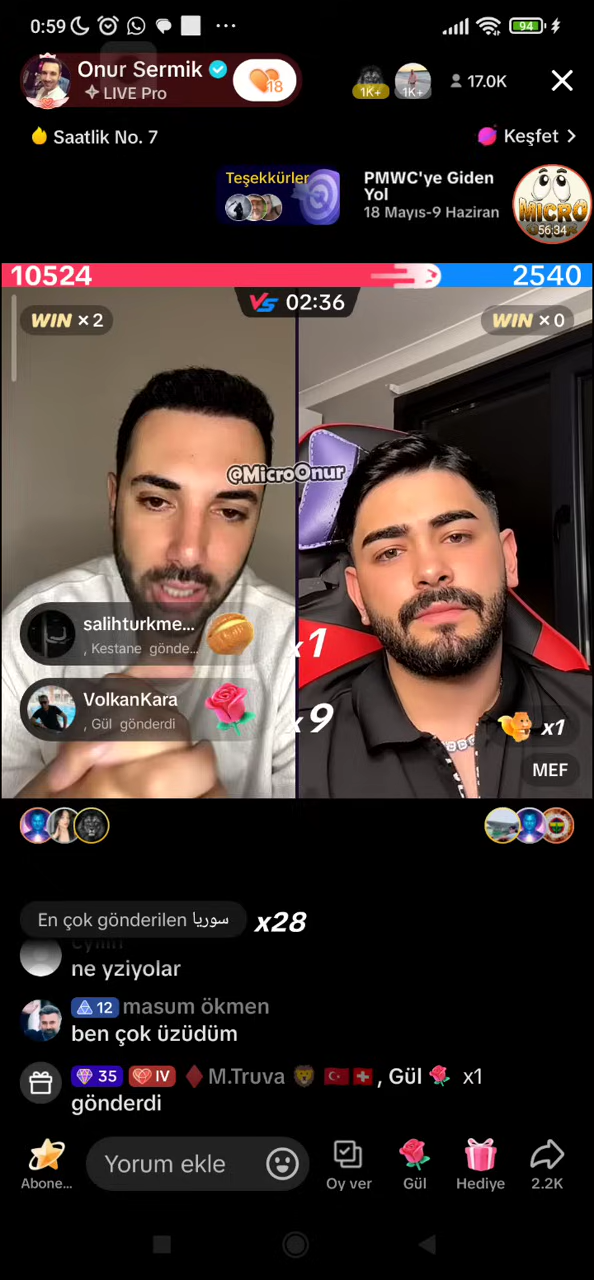 0:59
94
Onur Sermik
LIVE Pro
18
1K+
1K+
17.0K
Saatlik No. 7
Keşfet
Teşekkürler
PMWC'ye Giden Yol
18 Mayıs-9 Haziran
MICRO
56:34
10524
2540
VS 02:36
WIN x 2
WIN x 0
@MicroOnur
salihturkme...
, Kestane gönde...
x1
VolkanKara
, Gül gönderdi
x9
x1
MEF
En çok gönderilen سوريا x28
ne yziyolar
12 masum ökmen
ben çok üzüdüm
35 IV M.Truva , Gül x1
gönderdi
Yorum ekle
Abone...
Oy ver
Gül
Hediye
2.2K